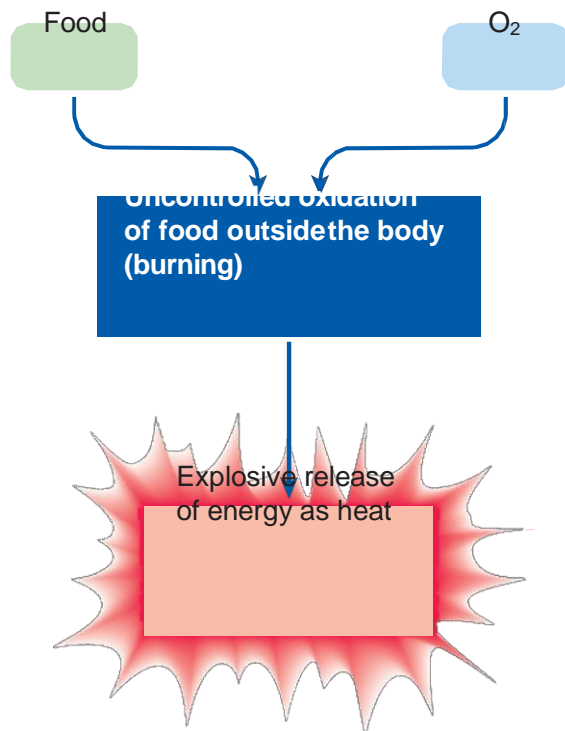 Food
O₂
Uncontrolled oxidation
of food outside the body
(burning)
Explosive release
of energy as heat